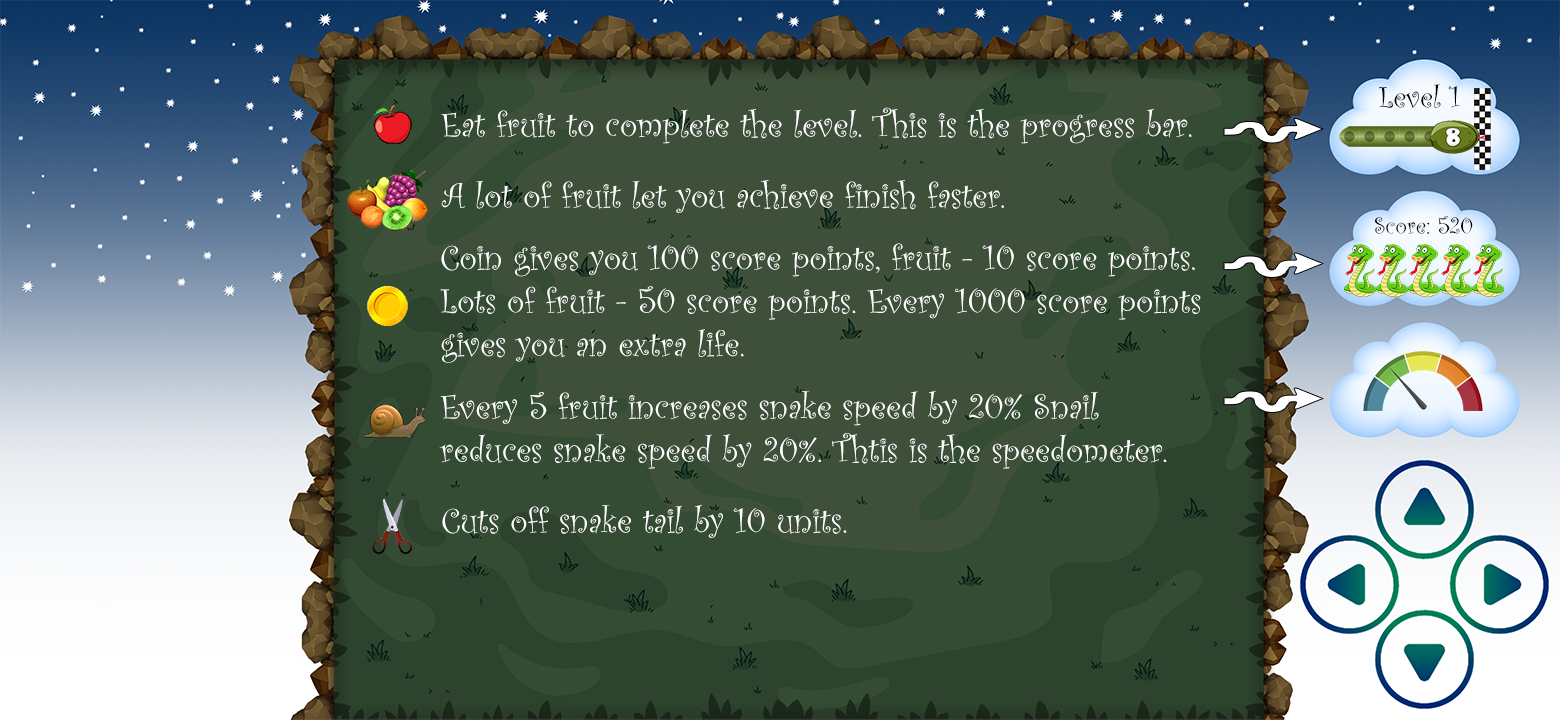 Eat fruit to complete the level. This is the progress bar.
A lot of fruit let you achieve finish faster.
Coin gives you 100 score points, fruit - 10 score points.
Lots of fruit - 50 score points. Every 1000 score points
gives you an extra life.
Every 5 fruit increases snake speed by 20% Snail
reduces snake speed by 20%. Thtis is the speedometer.
Cuts off snake tail by 10 units.
Level 1
8
Score: 520